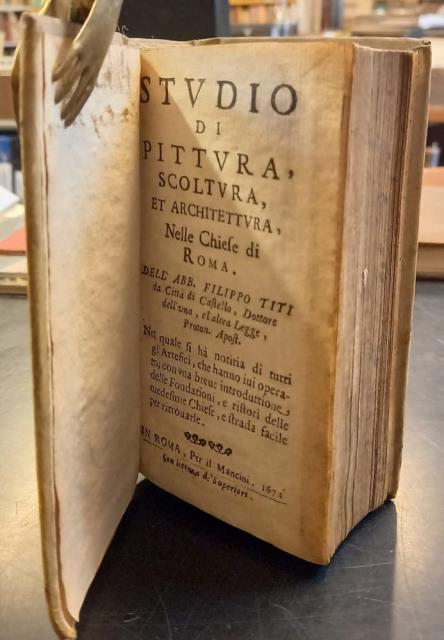 STVDIO
DI
PITTVRA,
SCOLTVRA,
ET ARCHITETTVRA,
Nelle Chieſe di
ROMA.
DELL' ABB. FILIPPO TITI
da Città di Caſtello, Dottore
dell'vna, el'altra Legge,
Proton. Apoſt.
Nel quale ſi hà notitia di tutti
gl'Artefici, che hanno iui opera-
to, con vna breue introduttione
delle Fondationi, e riſtori delle
medeſime Chieſe, e ſtrada facile
per ritrouarle.
IN ROMA, Per il Mancini. 1674
Con licenza de' Superiori.